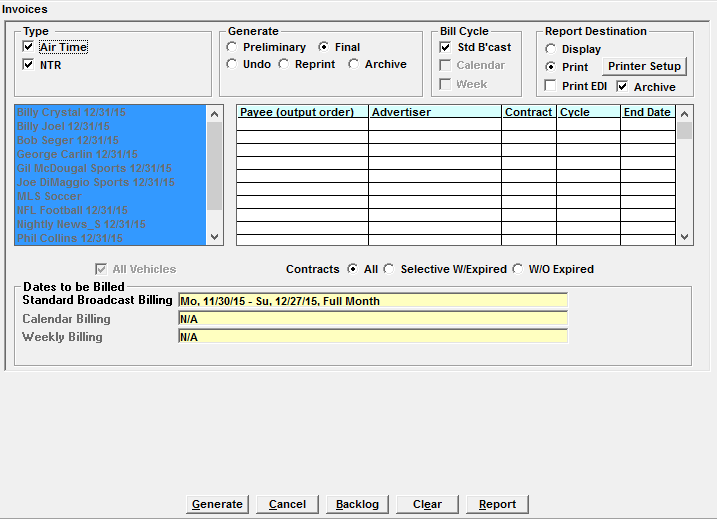 Invoices
Type
Air Time
NTR
Generate
Preliminary Final
Undo Reprint Archive
Bill Cycle
Std B'cast
Calendar
Week
Report Destination
Display
Print Printer Setup
Print EDI Archive
Billy Crystal 12/31/15
Billy Joel 12/31/15
Bob Seger 12/31/15
George Carlin 12/31/15
Gil McDougal Sports 12/31/15
Joe DiMaggio Sports 12/31/15
MLS Soccer
NFL Football 12/31/15
Nightly News_$ 12/31/15
Phil Collins 12/31/15
Payee (output order) Advertiser Contract Cycle End Date
All Vehicles
Contracts All Selective W/Expired W/O Expired
Dates to be Billed
Standard Broadcast Billing Mo, 11/30/15 - Su, 12/27/15, Full Month
Calendar Billing N/A
Weekly Billing N/A
Generate Cancel Backlog Clear Report